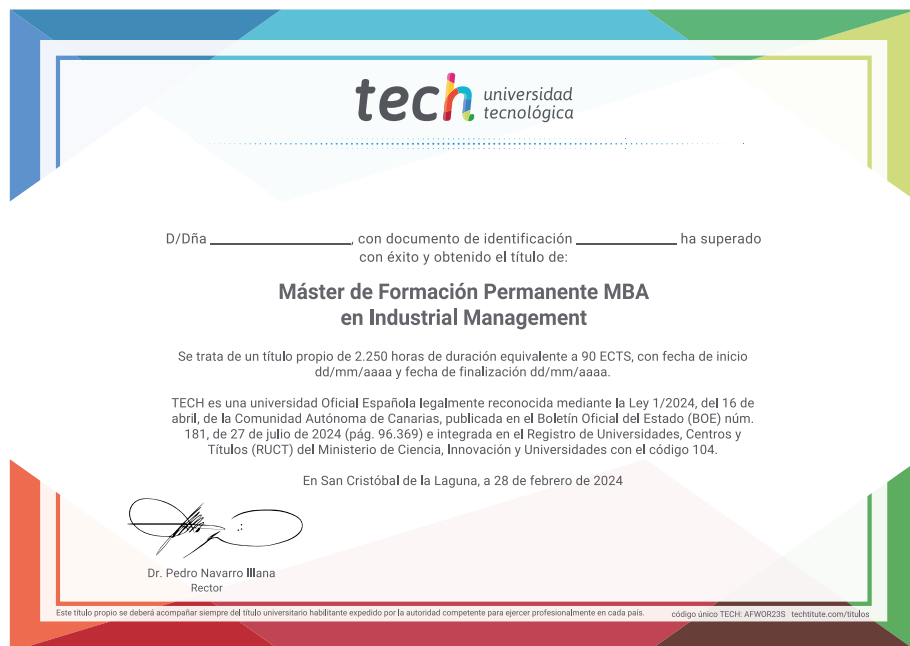 tech universidad
tecnológica
D/Dña ________________, con documento de identificación ____________ ha superado
con éxito y obtenido el título de:
Máster de Formación Permanente MBA
en Industrial Management
Se trata de un título propio de 2.250 horas de duración equivalente a 90 ECTS, con fecha de inicio
dd/mm/aaaa y fecha de finalización dd/mm/aaaa.
TECH es una universidad Oficial Española legalmente reconocida mediante la Ley 1/2024, del 16 de
abril, de la Comunidad Autónoma de Canarias, publicada en el Boletín Oficial del Estado (BOE) núm.
181, de 27 de julio de 2024 (pág. 96.369) e integrada en el Registro de Universidades, Centros y
Títulos (RUCT) del Ministerio de Ciencia, Innovación y Universidades con el código 104.
En San Cristóbal de la Laguna, a 28 de febrero de 2024
Dr. Pedro Navarro Illana
Rector
Este título propio se deberá acompañar siempre del título universitario habilitante expedido por la autoridad competente para ejercer profesionalmente en cada país. código único TECH: AFWOR23S techtitute.com/titulos